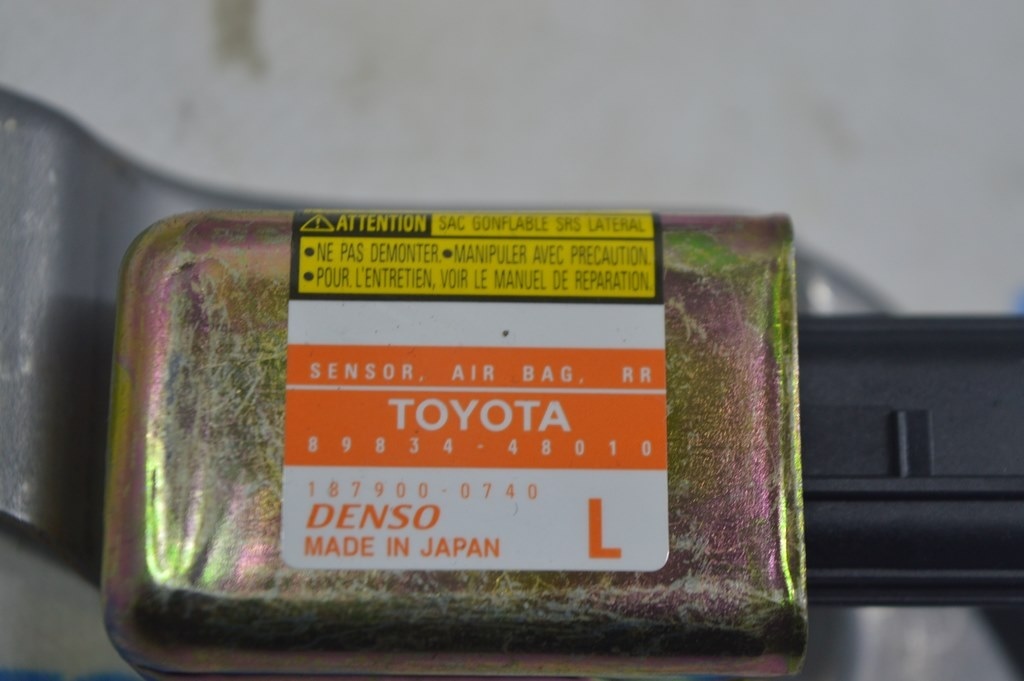 ATTENTION SAC GONFLABLE SRS LATERAL
•NE PAS DEMONTER •MANIPULER AVEC PRECAUTION.
•POUR L'ENTRETIEN, VOIR LE MANUEL DE REPARATION.
SENSOR, AIR BAG, RR
TOYOTA
89834-48010
187900-0740
DENSO
MADE IN JAPAN
L